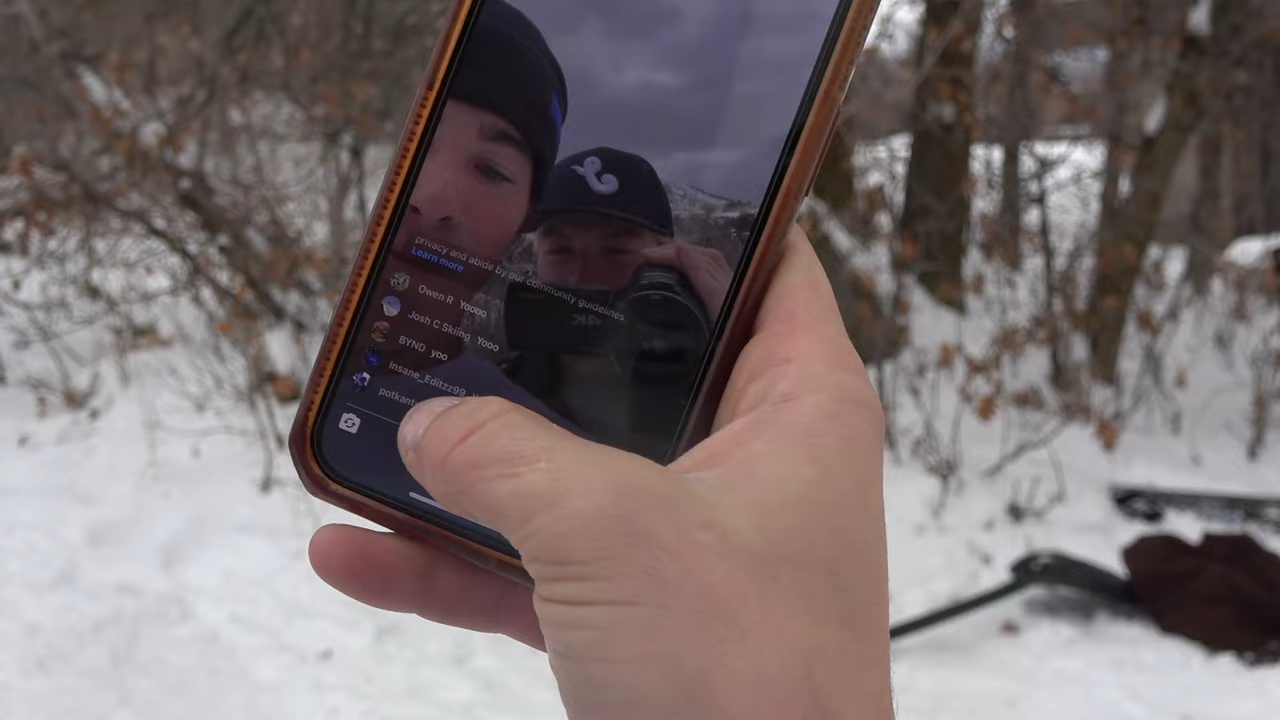 privacy and abide by our community guidelines.
Learn more
Owen R Yoooo
Josh C Skiing Yooo
BYND yoo
Insane_Editzz99